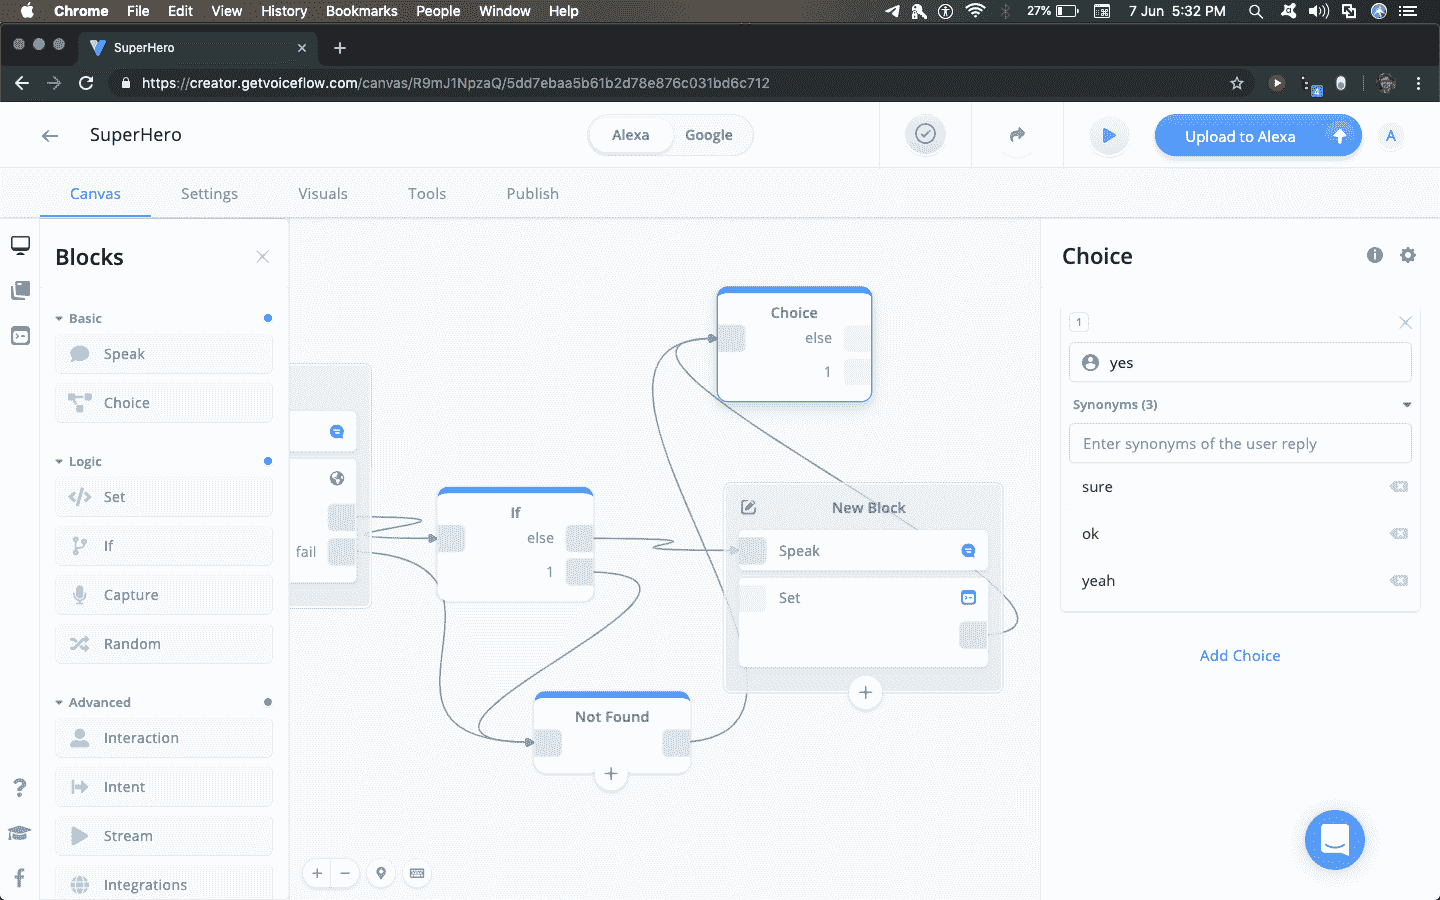 Chrome File Edit View History Bookmarks People Window Help 27% 7 Jun 5:32 PM
SuperHero
https://creator.getvoiceflow.com/canvas/R9mJ1NpzaQ/5dd7ebaa5b61b2d78e876c031bd6c712
4
SuperHero Alexa Google Upload to Alexa A
Canvas Settings Visuals Tools Publish
Blocks
Basic
Speak
Choice
Logic
Set
If
Capture
Random
Advanced
Interaction
Intent
Stream
Integrations
fail
If
else
1
Not Found
Choice
else
1
New Block
Speak
Set
Choice
1
yes
Synonyms (3)
Enter synonyms of the user reply
sure
ok
yeah
Add Choice